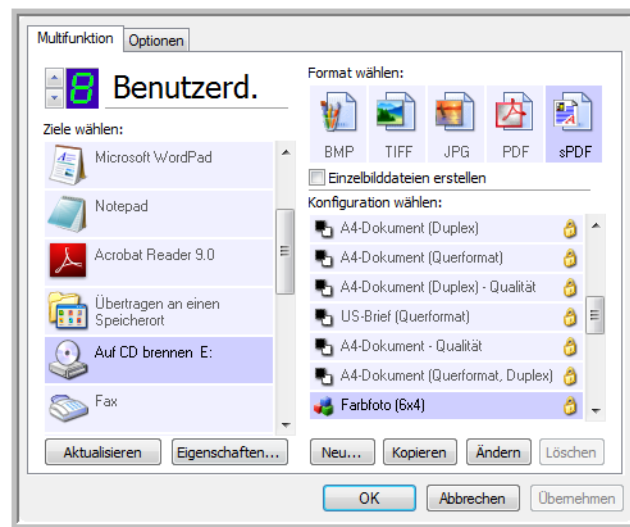 Multifunktion
Optionen
8
Benutzerd.
Ziele wählen:
Microsoft WordPad
Notepad
Acrobat Reader 9.0
Übertragen an einen
Speicherort
Auf CD brennen E:
Fax
Aktualisieren
Eigenschaften...
Format wählen:
BMP
TIFF
JPG
PDF
sPDF
Einzelbilddateien erstellen
Konfiguration wählen:
A4-Dokument (Duplex)
A4-Dokument (Querformat)
A4-Dokument (Duplex) - Qualität
US-Brief (Querformat)
A4-Dokument - Qualität
A4-Dokument (Querformat, Duplex)
Farbfoto (6x4)
Neu...
Kopieren
Ändern
Löschen
OK
Abbrechen
Übernehmen